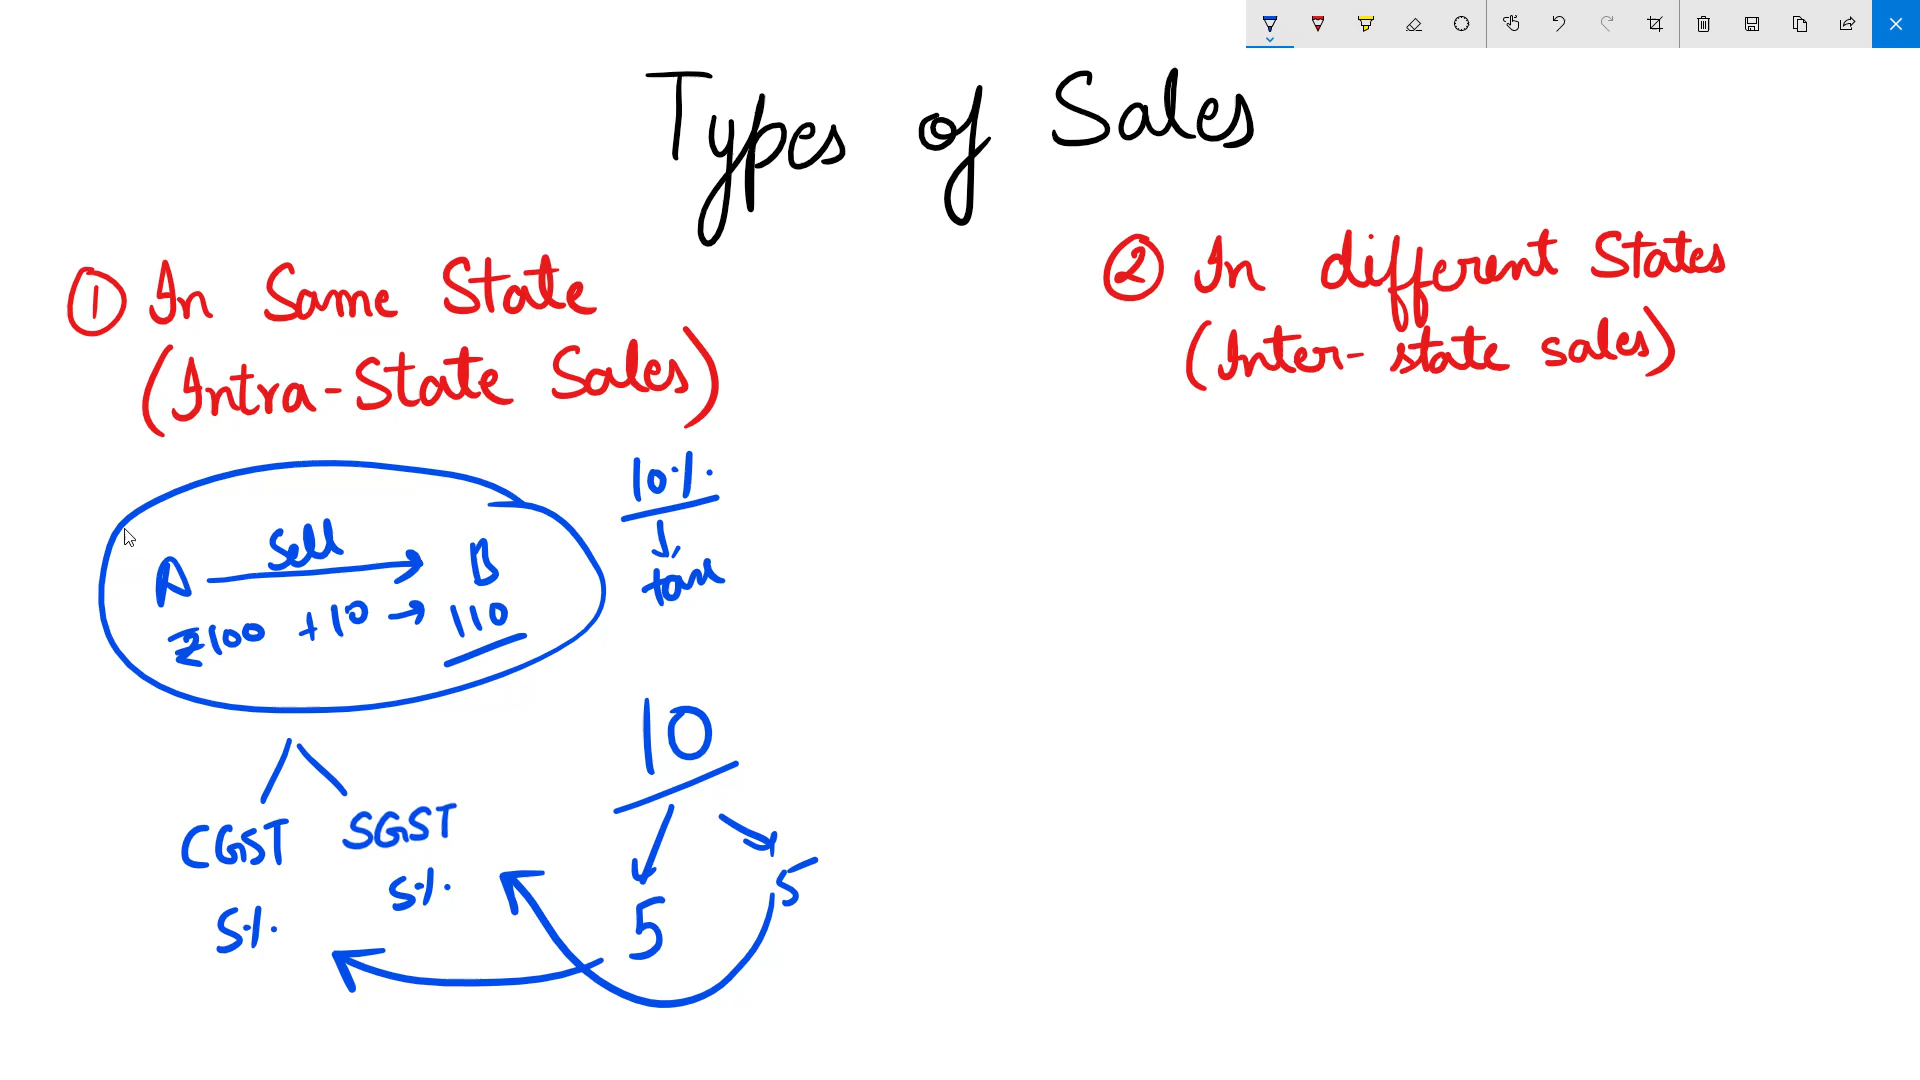 Types of Sales
① In Same State
(Intra-State Sales)
② In different States
(Inter-state sales)
10%
↓
tax
Sell
A → B
₹100 +10 → 110
10
CGST SGST
5% 5%
5 5